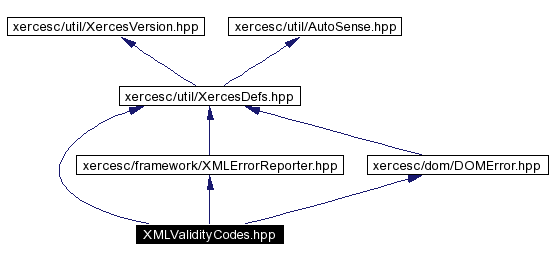 xercesc/util/XercesVersion.hpp
xercesc/util/AutoSense.hpp
xercesc/util/XercesDefs.hpp
xercesc/framework/XMLErrorReporter.hpp
xercesc/dom/DOMError.hpp
XMLValidityCodes.hpp